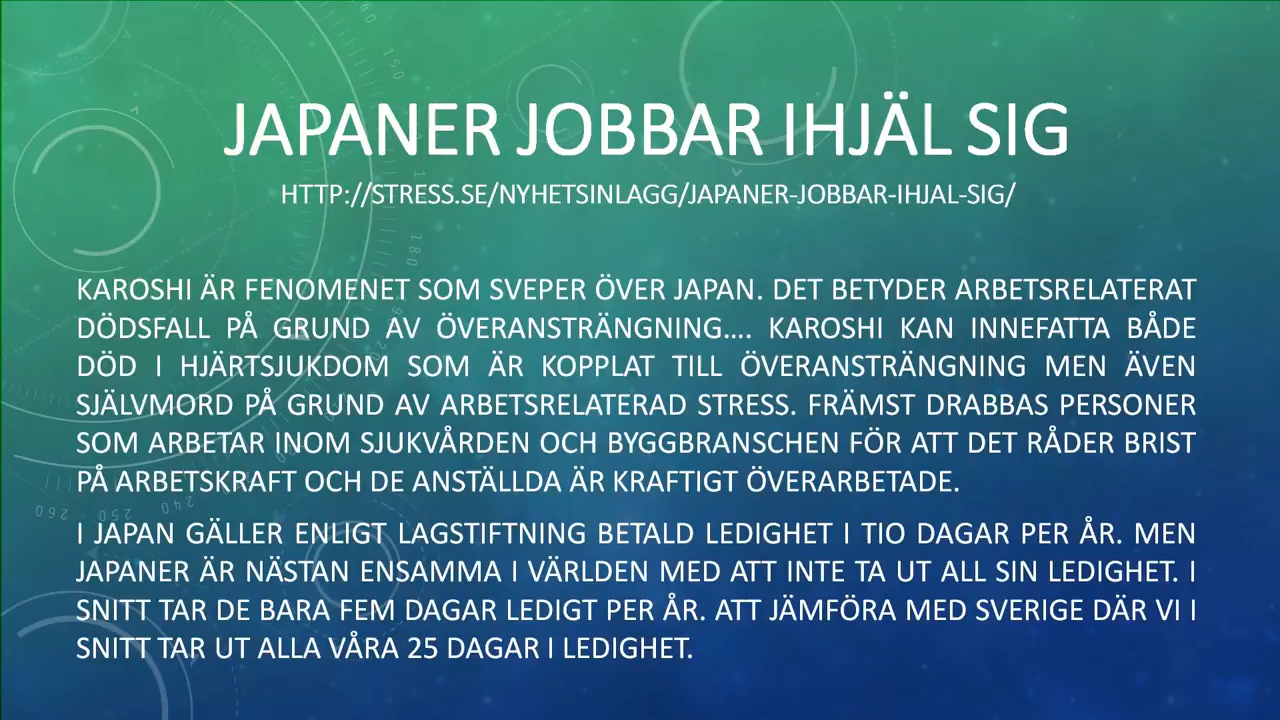 JAPANER JOBBAR IHJÄL SIG
HTTP://STRESS.SE/NYHETSINLAGG/JAPANER-JOBBAR-IHJAL-SIG/
KAROSHI ÄR FENOMENET SOM SVEPER ÖVER JAPAN. DET BETYDER ARBETSRELATERAT
DÖDSFALL PÅ GRUND AV ÖVERANSTRÄNGNING.... KAROSHI KAN INNEFATTA BÅDE
DÖD I HJÄRTSJUKDOM SOM ÄR KOPPLAT TILL ÖVERANSTRÄNGNING MEN ÄVEN
SJÄLVMORD PÅ GRUND AV ARBETSRELATERAD STRESS. FRÄMST DRABBAS PERSONER
SOM ARBETAR INOM SJUKVÅRDEN OCH BYGGBRANSCHEN FÖR ATT DET RÅDER BRIST
PÅ ARBETSKRAFT OCH DE ANSTÄLLDA ÄR KRAFTIGT ÖVERARBETADE.
I JAPAN GÄLLER ENLIGT LAGSTIFTNING BETALD LEDIGHET I TIO DAGAR PER ÅR. MEN
JAPANER ÄR NÄSTAN ENSAMMA I VÄRLDEN MED ATT INTE TA UT ALL SIN LEDIGHET. I
SNITT TAR DE BARA FEM DAGAR LEDIGT PER ÅR. ATT JÄMFÖRA MED SVERIGE DÄR VI I
SNITT TAR UT ALLA VÅRA 25 DAGAR I LEDIGHET.
140
150
180
240
250
260